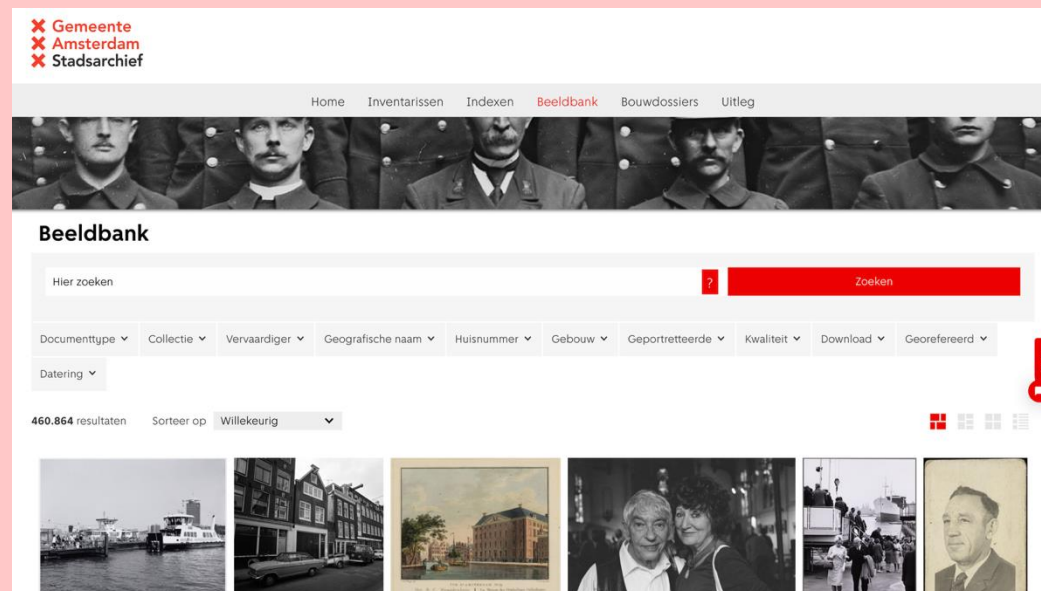 Gemeente
Amsterdam
Stadsarchief
Home Inventarissen Indexen Beeldbank Bouwdossiers Uitleg
Beeldbank
Hier zoeken ? Zoeken
Documenttype Collectie Vervaardiger Geografische naam Huisnummer Gebouw Geportretteerde Kwaliteit Download Georefereerd
Datering
460.864 resultaten Sorteer op Willekeurig